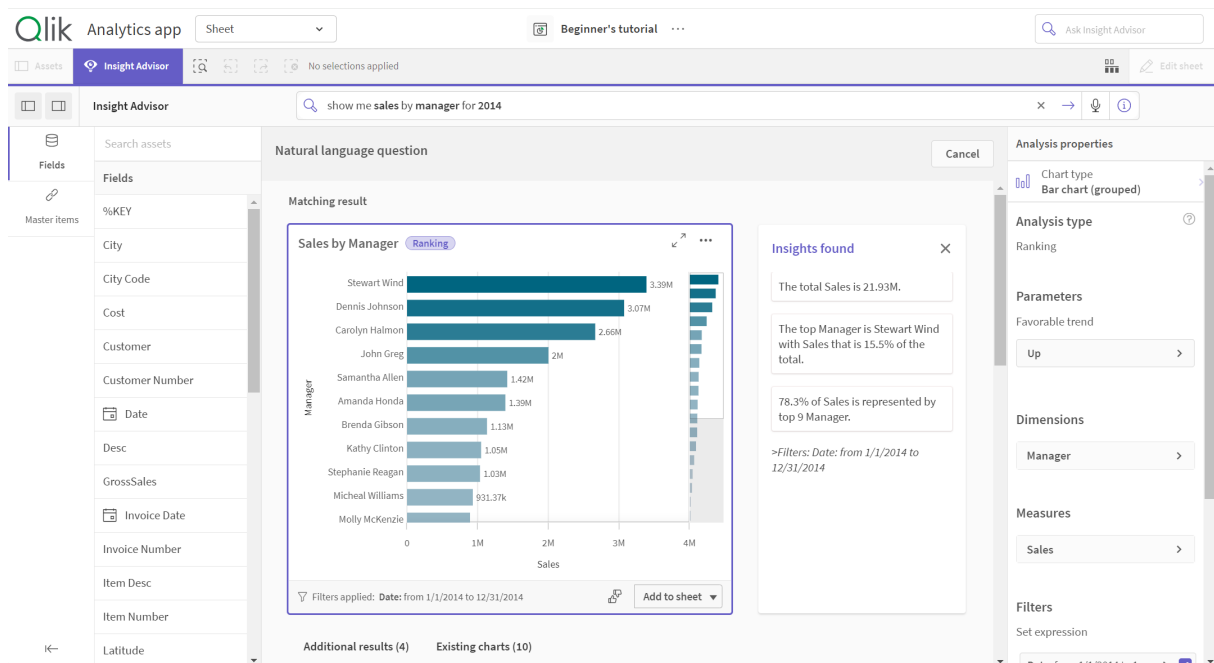 Qlik Analytics app
Sheet
Beginner's tutorial ...
Ask Insight Advisor
Assets
Insight Advisor
No selections applied
Edit sheet
Insight Advisor
show me sales by manager for 2014
Fields
Master items
Search assets
Fields
%KEY
City
City Code
Cost
Customer
Customer Number
Date
Desc
GrossSales
Invoice Date
Invoice Number
Item Desc
Item Number
Latitude
Natural language question
Cancel
Matching result
Sales by Manager Ranking
Manager
Stewart Wind 3.39M
Dennis Johnson 3.07M
Carolyn Halmon 2.66M
John Greg 2M
Samantha Allen 1.42M
Amanda Honda 1.39M
Brenda Gibson 1.13M
Kathy Clinton 1.05M
Stephanie Reagan 1.03M
Micheal Williams 931.37k
Molly McKenzie
0 1M 2M 3M 4M
Sales
Filters applied: Date: from 1/1/2014 to 12/31/2014
Add to sheet
Additional results (4) Existing charts (10)
Insights found
The total Sales is 21.93M.
The top Manager is Stewart Wind
with Sales that is 15.5% of the
total.
78.3% of Sales is represented by
top 9 Manager.
>Filters: Date: from 1/1/2014 to
12/31/2014
Analysis properties
Chart type
Bar chart (grouped)
Analysis type
Ranking
Parameters
Favorable trend
Up
Dimensions
Manager
Measures
Sales
Filters
Set expression